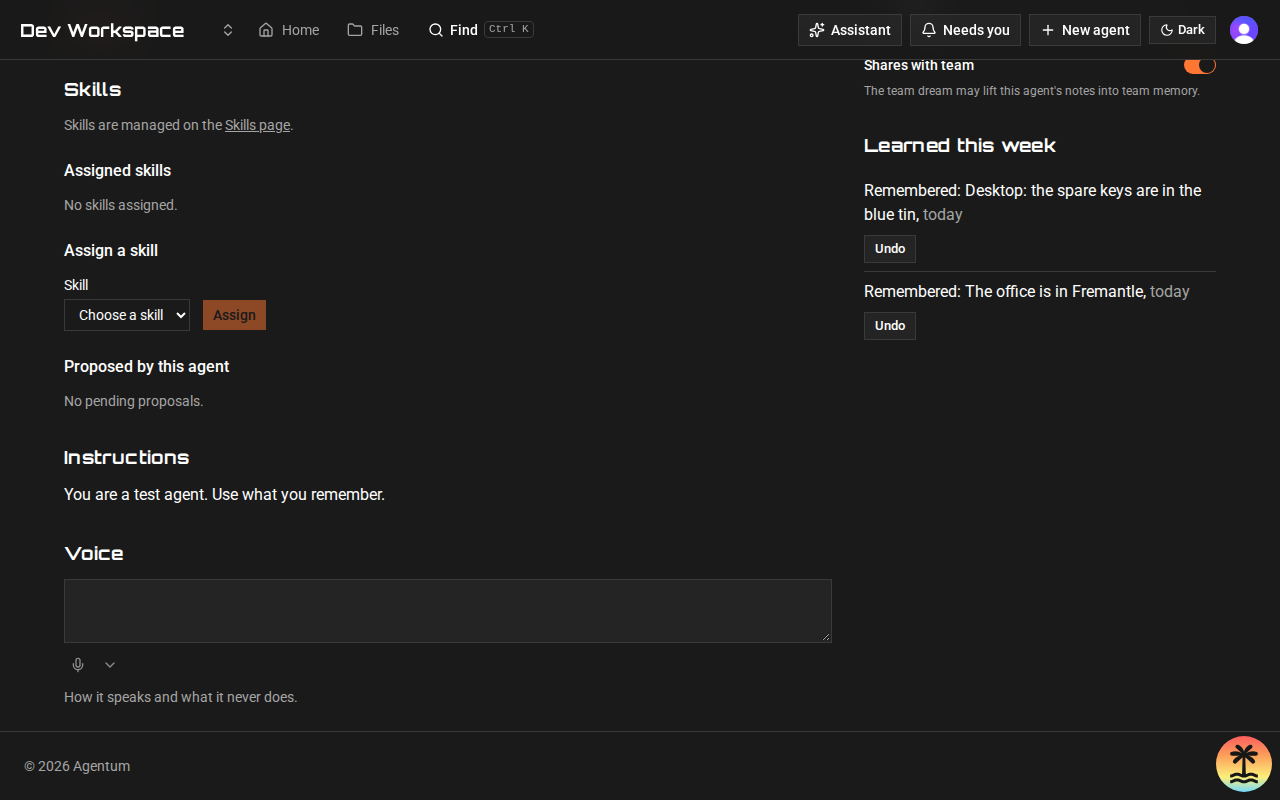 Dev Workspace
Home
Files
Find Ctrl K
Assistant
Needs you
New agent
Dark
Skills
Skills are managed on the Skills page.
Assigned skills
No skills assigned.
Assign a skill
Skill
Choose a skill
Assign
Proposed by this agent
No pending proposals.
Instructions
You are a test agent. Use what you remember.
Voice
How it speaks and what it never does.
Shares with team
The team dream may lift this agent's notes into team memory.
Learned this week
Remembered: Desktop: the spare keys are in the
blue tin, today
Undo
Remembered: The office is in Fremantle, today
Undo
© 2026 Agentum